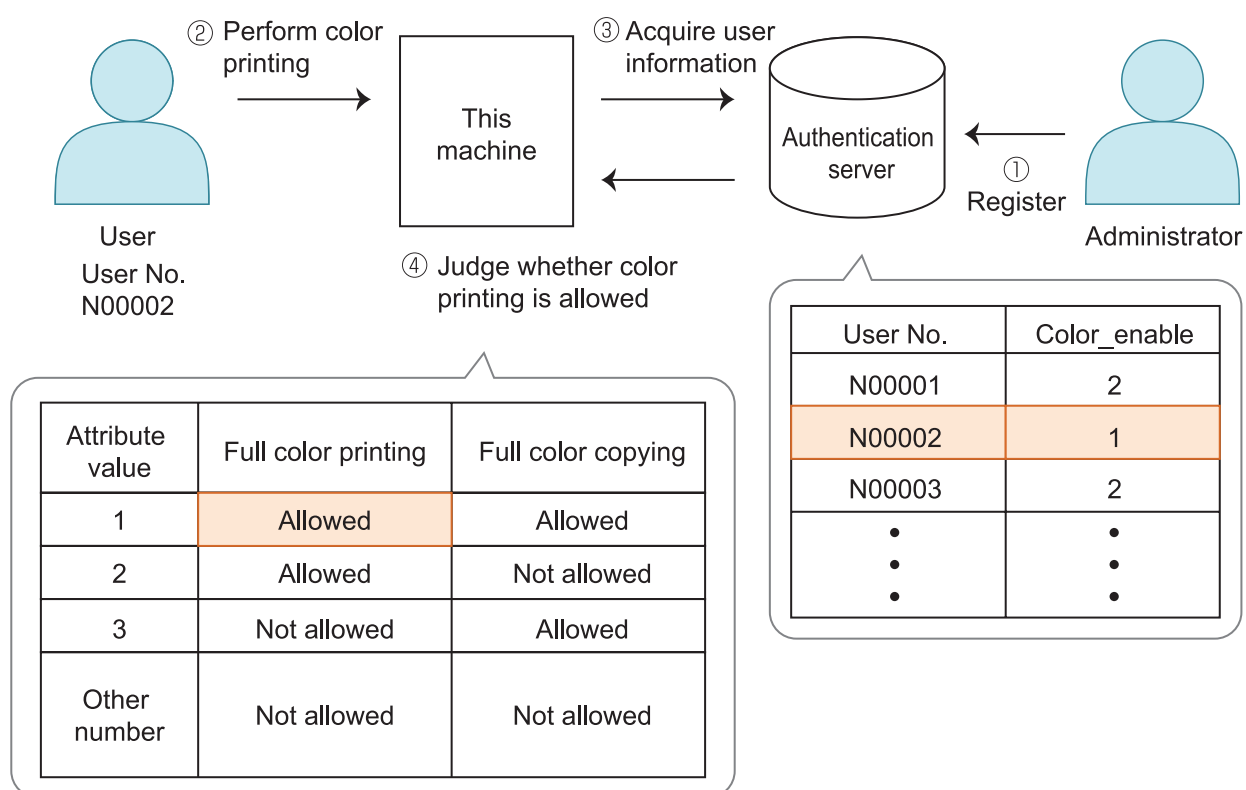 ② Perform color
printing
③ Acquire user
information
This
machine
Authentication
server
①
Register
User
User No.
N00002
Administrator
④ Judge whether color
printing is allowed
User No. Color_enable
N00001 2
N00002 1
N00003 2
Attribute
value
Full color printing Full color copying
1 Allowed Allowed
2 Allowed Not allowed
3 Not allowed Allowed
Other
number
Not allowed Not allowed